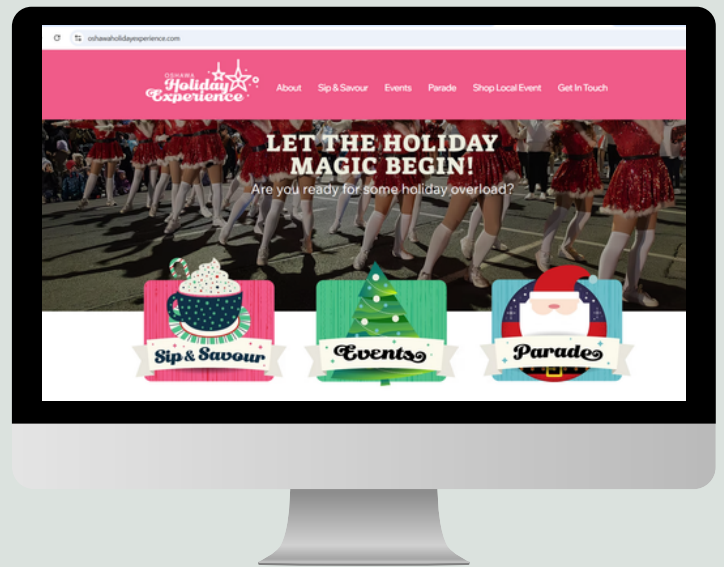 oshawaholidayexperience.com
OSHAWA
Holiday
Experience
About Sip & Savour Events Parade Shop Local Event Get In Touch
LET THE HOLIDAY
MAGIC BEGIN!
Are you ready for some holiday overload?
Sip & Savour
Events
Parade